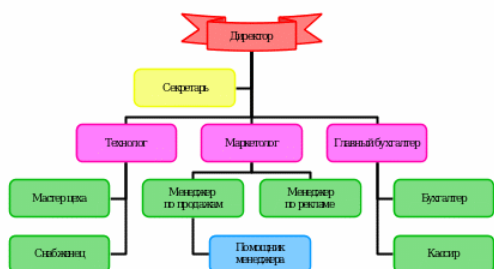 Директор
Секретарь
Технолог
Маркетолог
Главный бухгалтер
Мастер цеха
Менеджер
по продажам
Менеджер
по рекламе
Бухгалтер
Снабженец
Помощник
менеджера
Кассир